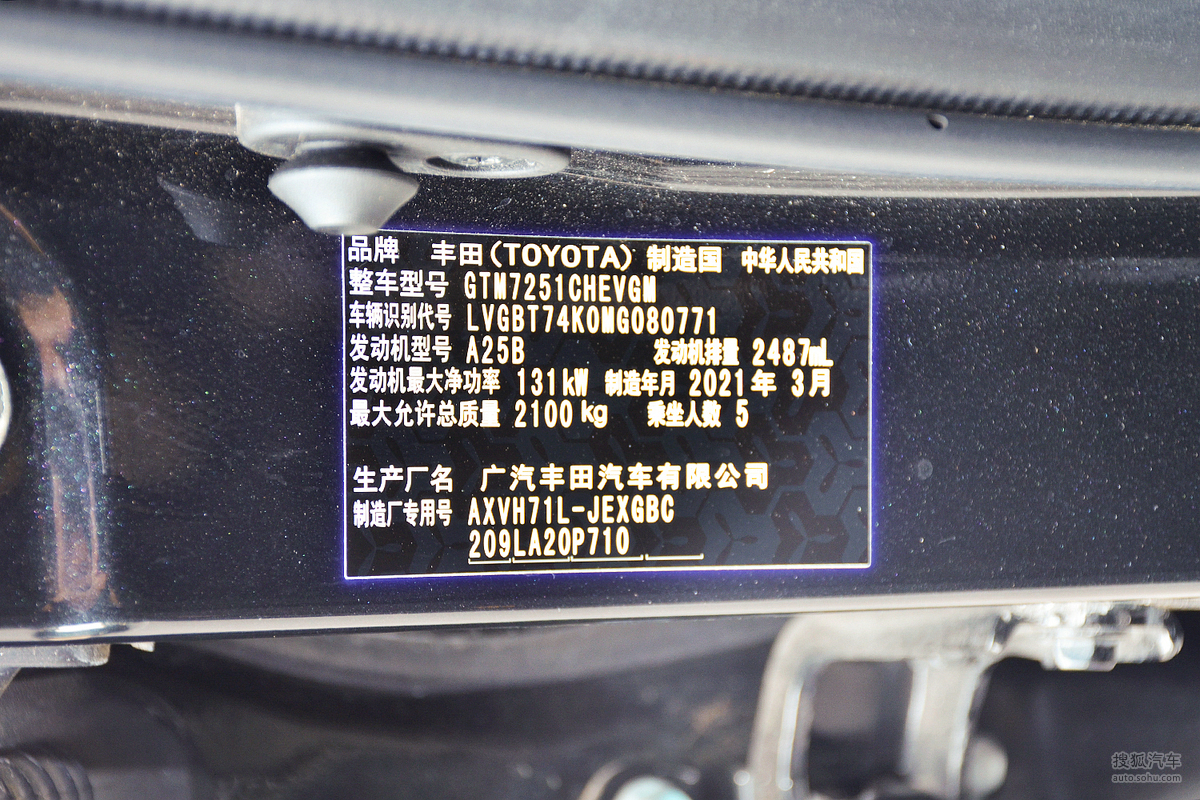 品牌 丰田(TOYOTA) 制造国 中华人民共和国
整车型号 GTM7251CHEVGM
车辆识别代号 LVGBT74K0MG080771
发动机型号 A25B 发动机排量 2487mL
发动机最大净功率 131kW 制造年月 2021年 3月
最大允许总质量 2100kg 乘坐人数 5
生产厂名 广汽丰田汽车有限公司
制造厂专用号 AXVH71L-JEXGBC
209LA20P710
搜狐汽车
auto.sohu.com